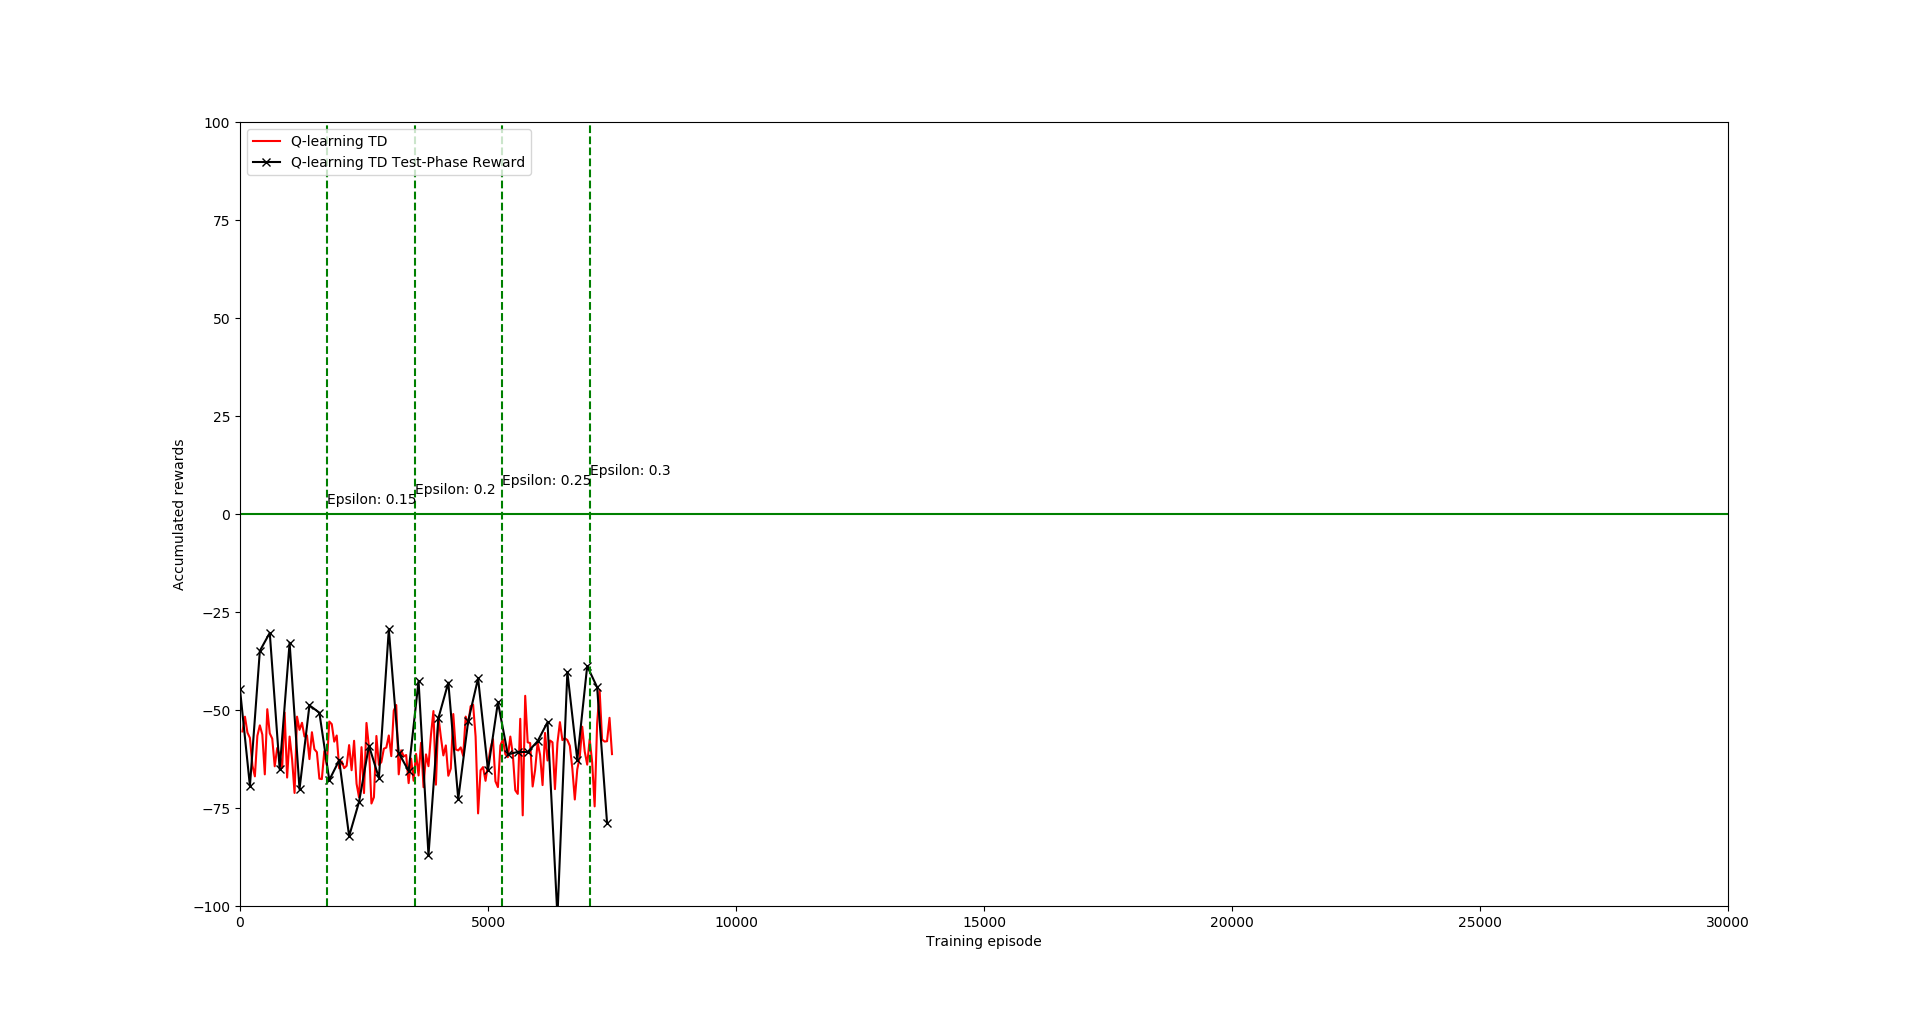 100
75
50
25
0
−25
−50
−75
−100
Accumulated rewards
Q-learning TD
Q-learning TD Test-Phase Reward
Epsilon: 0.15
Epsilon: 0.2
Epsilon: 0.25
Epsilon: 0.3
0 5000 10000 15000 20000 25000 30000
Training episode